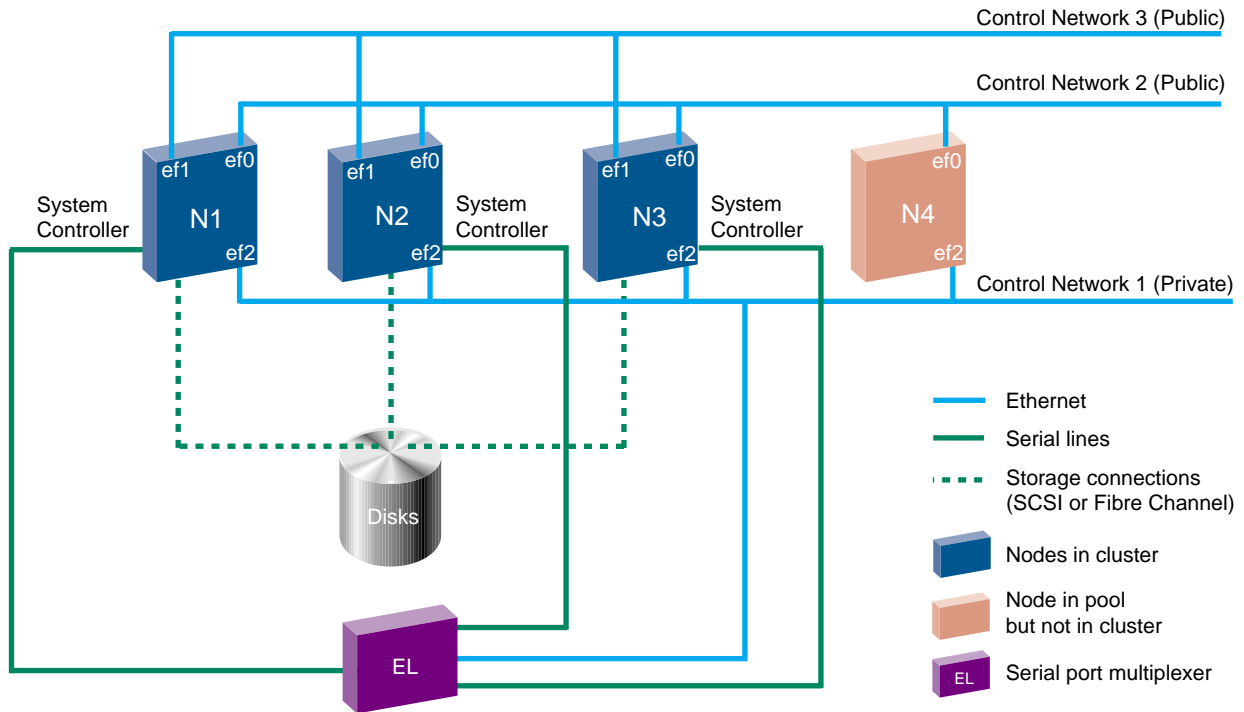 Control Network 3 (Public)
Control Network 2 (Public)
ef1
ef0
N1
ef2
ef1
ef0
N2
ef2
ef1
ef0
N3
ef2
ef0
N4
ef2
System
Controller
System
Controller
System
Controller
Control Network 1 (Private)
Disks
EL
Ethernet
Serial lines
Storage connections
(SCSI or Fibre Channel)
Nodes in cluster
Node in pool
but not in cluster
EL
Serial port multiplexer